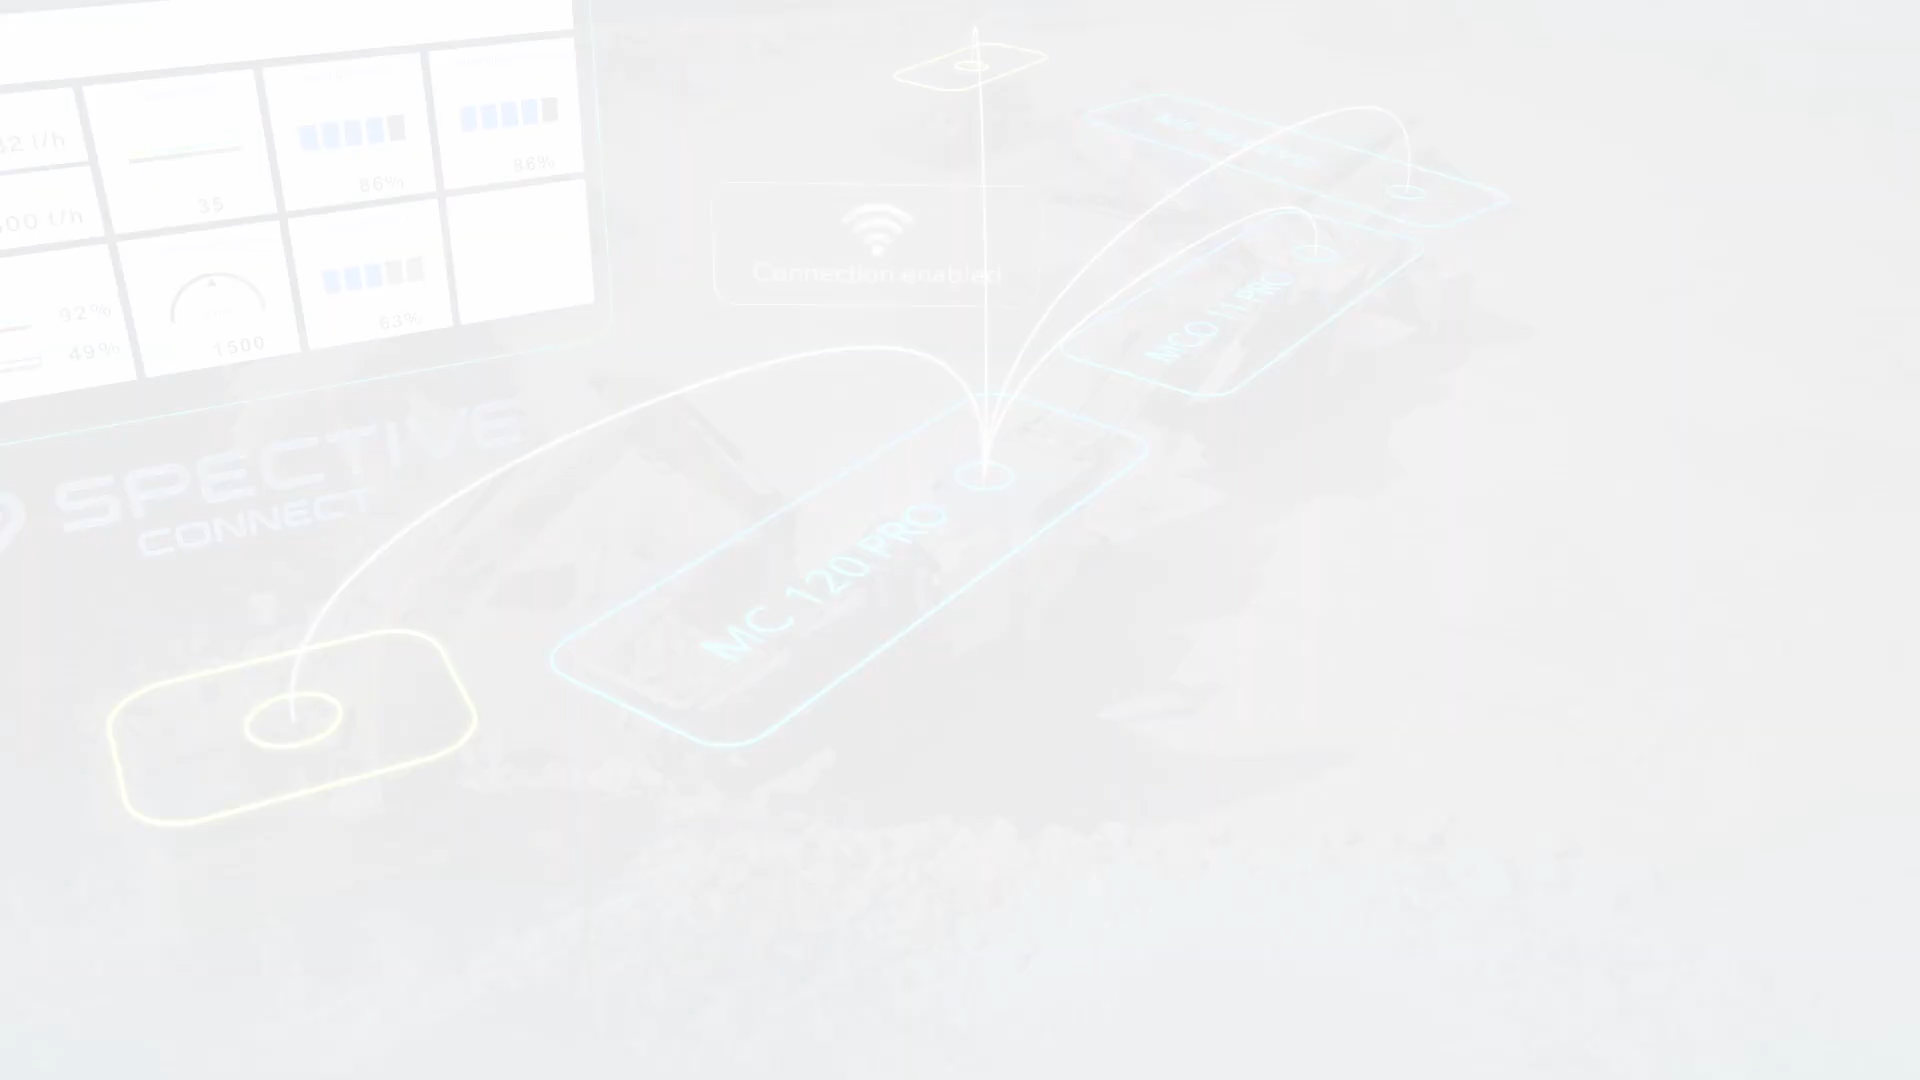 32 l/h
35
86%
86%
00 t/h
92%
49%
1500
63%
Connection enabled
SPECTIVE
CONNECT
MC 120 PRO
MCO 11 PRO